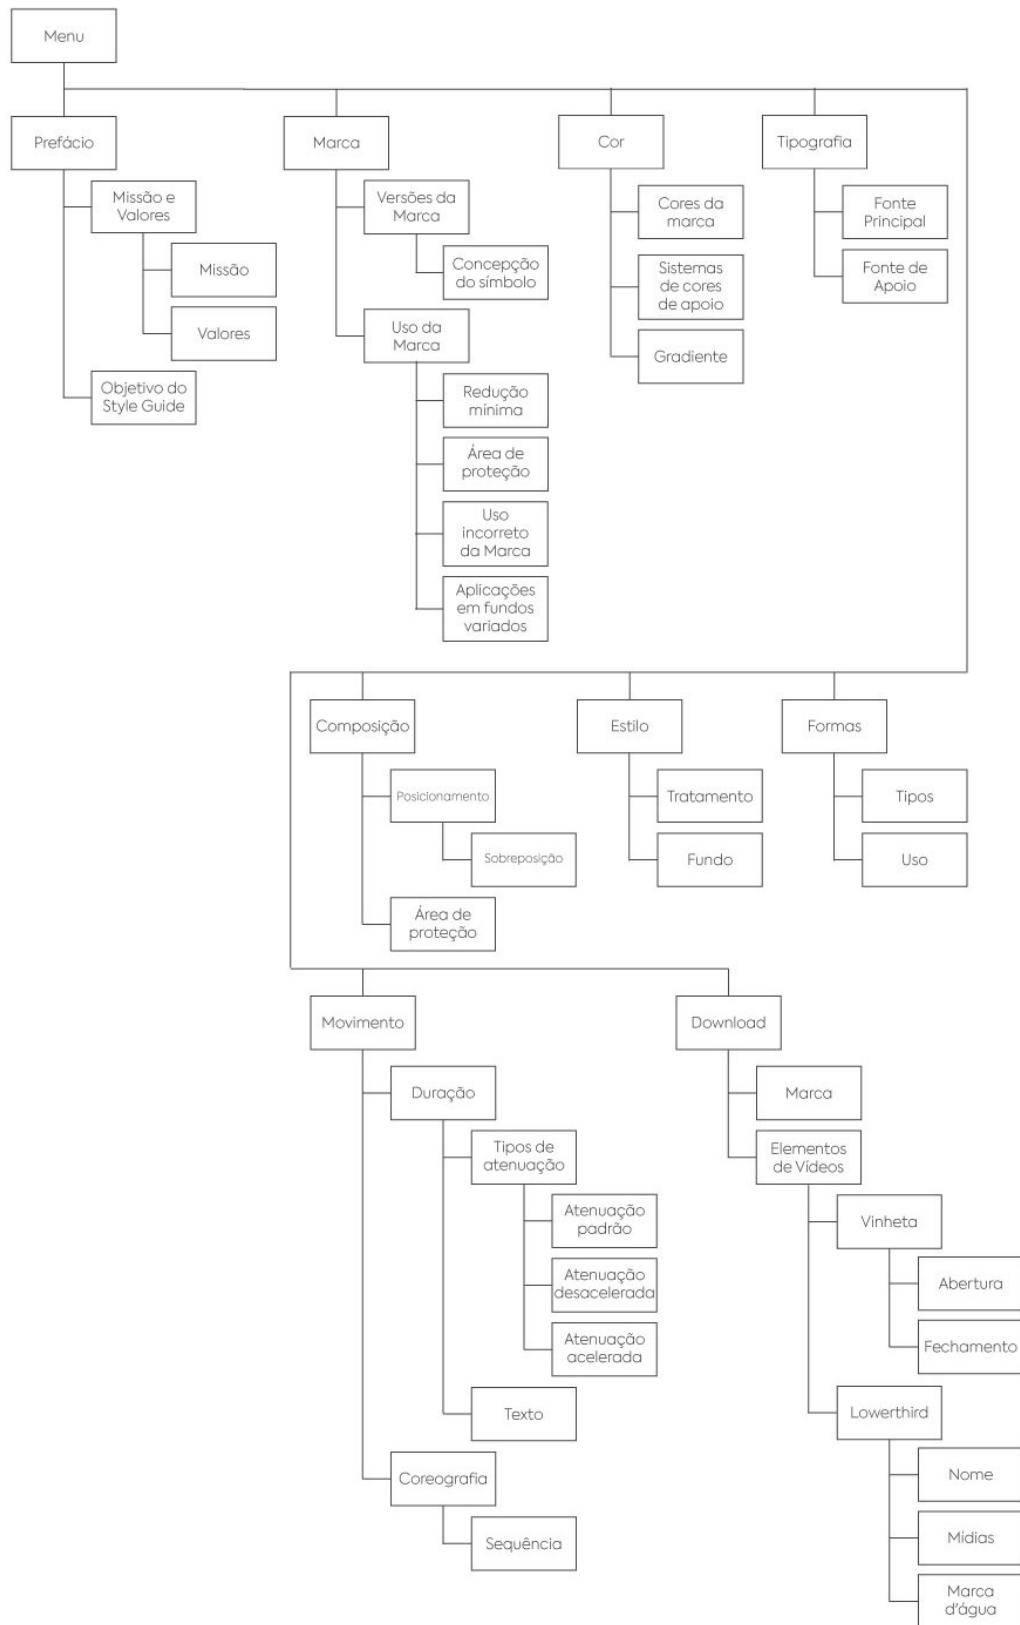 Menu
Prefácio
Marca
Cor
Tipografia
Missão e
Valores
Missão
Valores
Objetivo do
Style Guide
Versões da
Marca
Concepção
do símbolo
Uso da
Marca
Redução
mínima
Área de
proteção
Uso
incorreto
da Marca
Aplicações
em fundos
variados
Cores da
marca
Sistemas
de cores
de apoio
Gradiente
Fonte
Principal
Fonte de
Apoio
Composição
Estilo
Formas
Posicionamento
Sobreposição
Área de
proteção
Tratamento
Fundo
Tipos
Uso
Movimento
Download
Duração
Tipos de
atenuação
Atenuação
padrão
Atenuação
desacelerada
Atenuação
acelerada
Texto
Coreografia
Sequência
Marca
Elementos
de Vídeos
Vinheta
Abertura
Fechamento
Lowerthird
Nome
Mídias
Marca
d'água